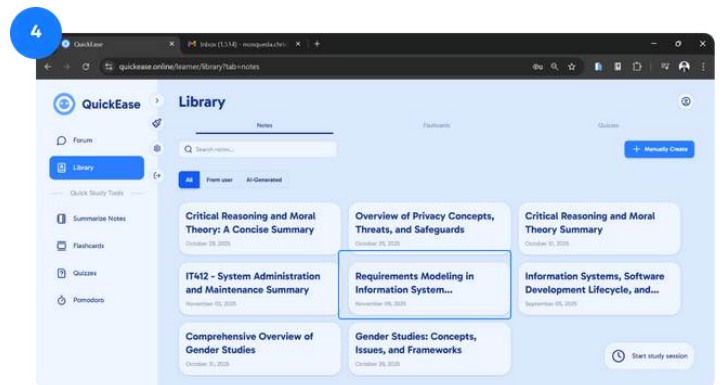 4
QuickEase
Inbox (1,514) - mosqueda.chri
quickease.online/learner/library?tab=notes
QuickEase
Library
Notes
Flashcards
Quizzes
Forum
Search notes...
+ Manually Create
Library
All
From user
AI-Generated
Quick Study Tools
Summarize Notes
Flashcards
Quizzes
Pomodoro
Critical Reasoning and Moral
Theory: A Concise Summary
October 29, 2025
Overview of Privacy Concepts,
Threats, and Safeguards
October 20, 2025
Critical Reasoning and Moral
Theory Summary
October 10, 2025
IT412 - System Administration
and Maintenance Summary
November 03, 2025
Requirements Modeling in
Information System...
November 09, 2025
Information Systems, Software
Development Lifecycle, and...
September 05, 2025
Comprehensive Overview of
Gender Studies
October 31, 2025
Gender Studies: Concepts,
Issues, and Frameworks
October 26, 2025
Start study session